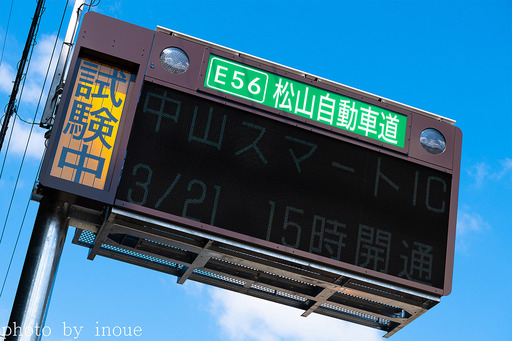 E56 松山自動車道
試験中
中山スマートIC
3/21 15時開通
photo by inoue